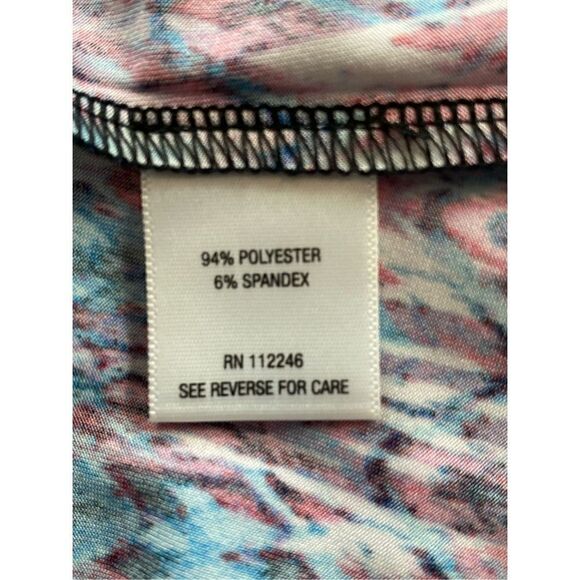 94% POLYESTER
6% SPANDEX
RN 112246
SEE REVERSE FOR CARE